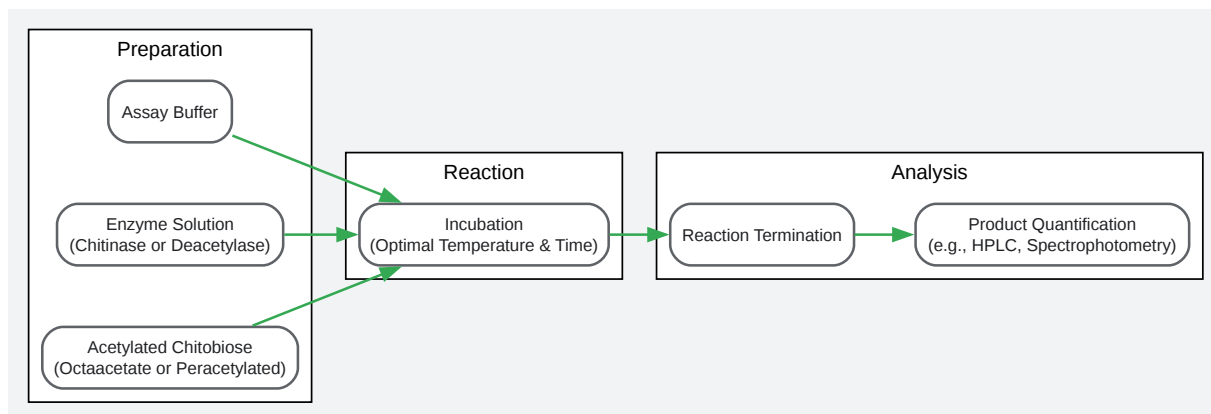 Preparation
Assay Buffer
Enzyme Solution
(Chitinase or Deacetylase)
Acetylated Chitobiose
(Octaacetate or Peracetylated)
Reaction
Incubation
(Optimal Temperature & Time)
Analysis
Reaction Termination
Product Quantification
(e.g., HPLC, Spectrophotometry)